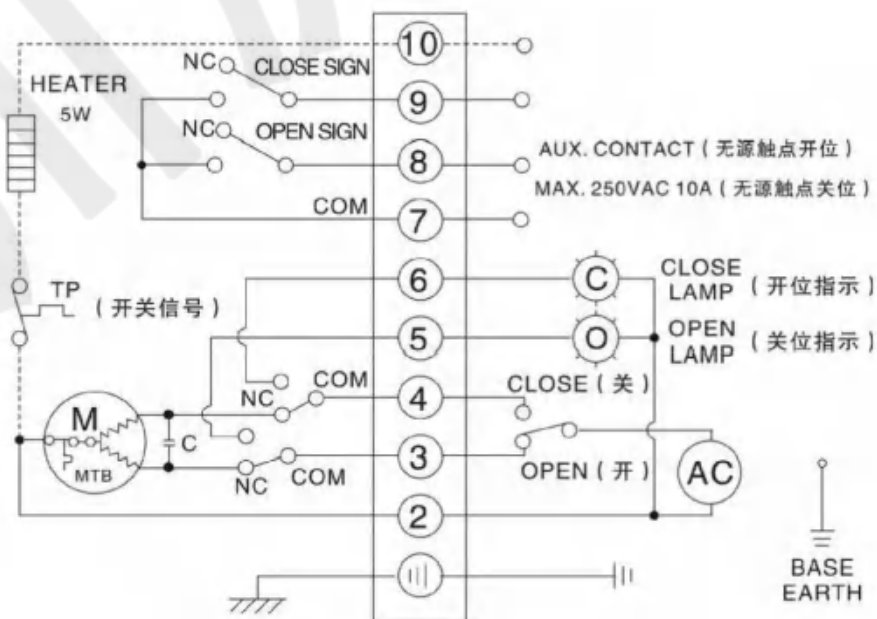 10
NC CLOSE SIGN
HEATER
5W
9
NC OPEN SIGN
8
AUX. CONTACT ( 无源触点开位 )
MAX. 250VAC 10A ( 无源触点关位 )
COM
7
6
C
CLOSE
LAMP ( 开位指示 )
TP
( 开关信号 )
5
O
OPEN
LAMP ( 关位指示 )
COM
4
CLOSE ( 关 )
NC
M
C
MTB
3
NC
COM
OPEN ( 开 )
AC
2
BASE
EARTH